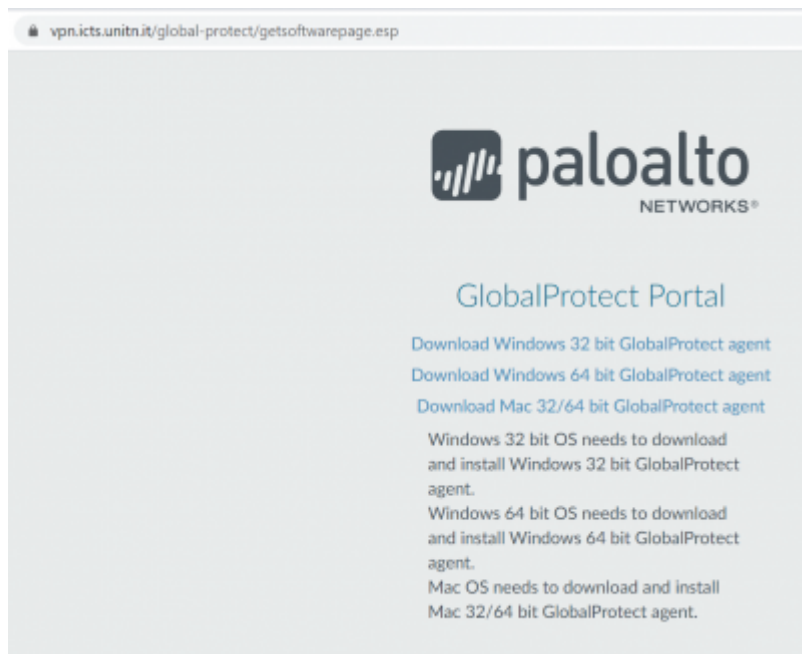 vpn.icts.unitn.it/global-protect/getsoftwarepage.esp
paloalto
NETWORKS®
GlobalProtect Portal
Download Windows 32 bit GlobalProtect agent
Download Windows 64 bit GlobalProtect agent
Download Mac 32/64 bit GlobalProtect agent
Windows 32 bit OS needs to download
and install Windows 32 bit GlobalProtect
agent.
Windows 64 bit OS needs to download
and install Windows 64 bit GlobalProtect
agent.
Mac OS needs to download and install
Mac 32/64 bit GlobalProtect agent.